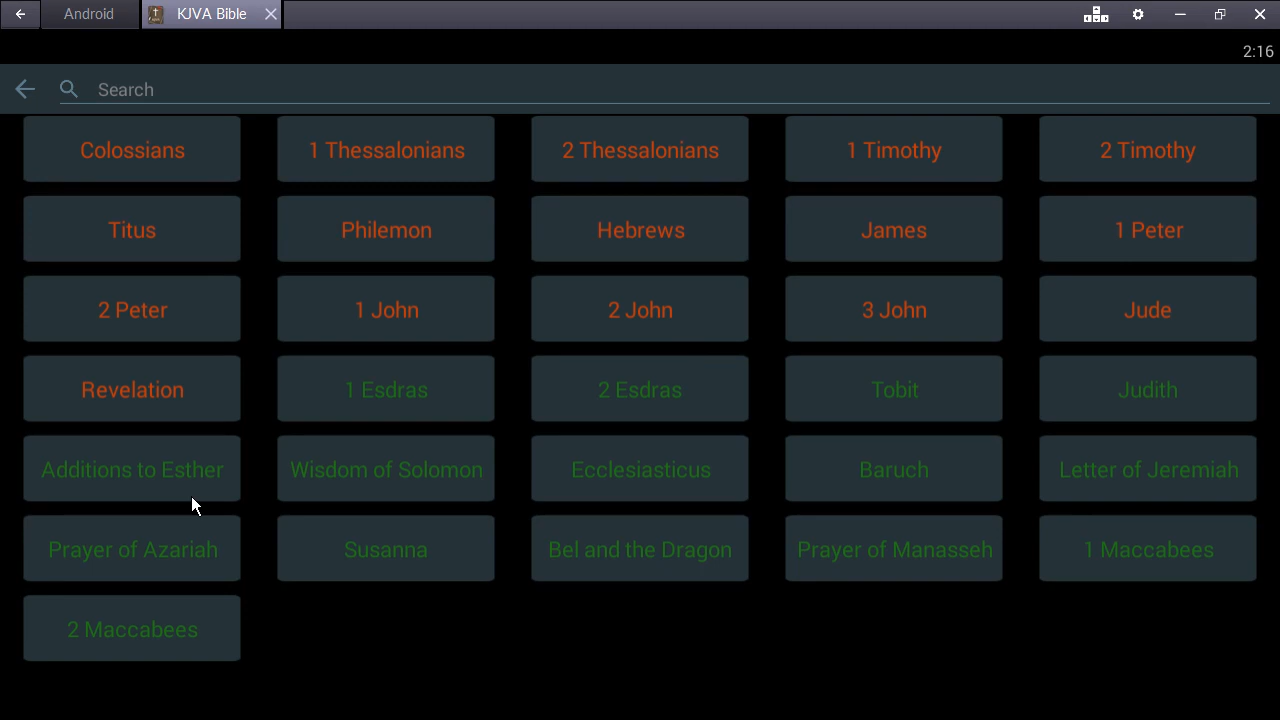 Android KJVA Bible
2:16
Search
Colossians 1 Thessalonians 2 Thessalonians 1 Timothy 2 Timothy
Titus Philemon Hebrews James 1 Peter
2 Peter 1 John 2 John 3 John Jude
Revelation 1 Esdras 2 Esdras Tobit Judith
Additions to Esther Wisdom of Solomon Ecclesiasticus Baruch Letter of Jeremiah
Prayer of Azariah Susanna Bel and the Dragon Prayer of Manasseh 1 Maccabees
2 Maccabees